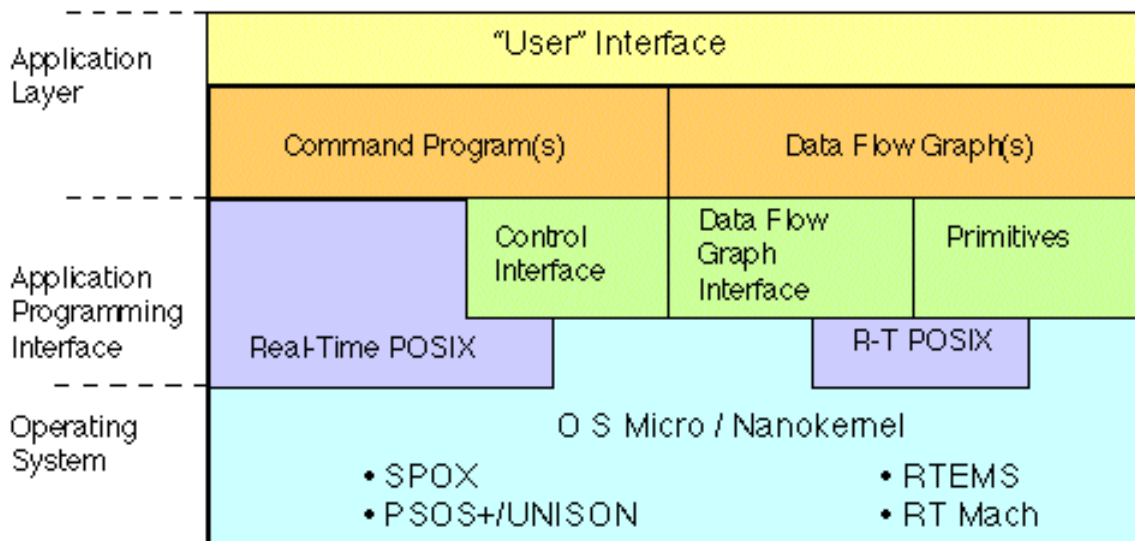 Application
Layer
“User” Interface
Command Program(s)
Data Flow Graph(s)
Application
Programming
Interface
Real-Time POSIX
Control
Interface
Data Flow
Graph
Interface
Primitives
R-T POSIX
Operating
System
O S Micro / Nanokernel
• SPOX
• PSOS+/UNISON
• RTEMS
• RT Mach